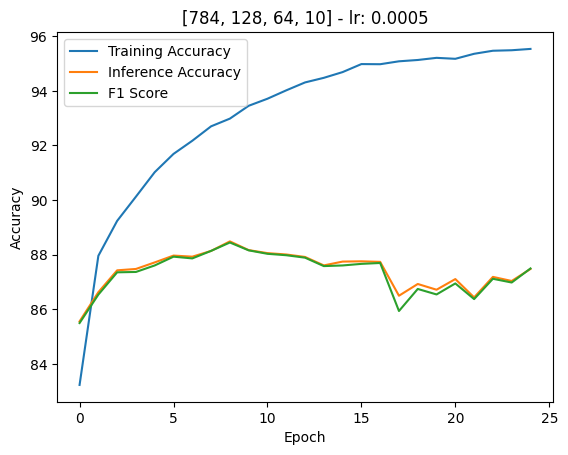 [784, 128, 64, 10] - lr: 0.0005
Training Accuracy
Inference Accuracy
F1 Score
Accuracy
96
94
92
90
88
86
84
0 5 10 15 20 25
Epoch